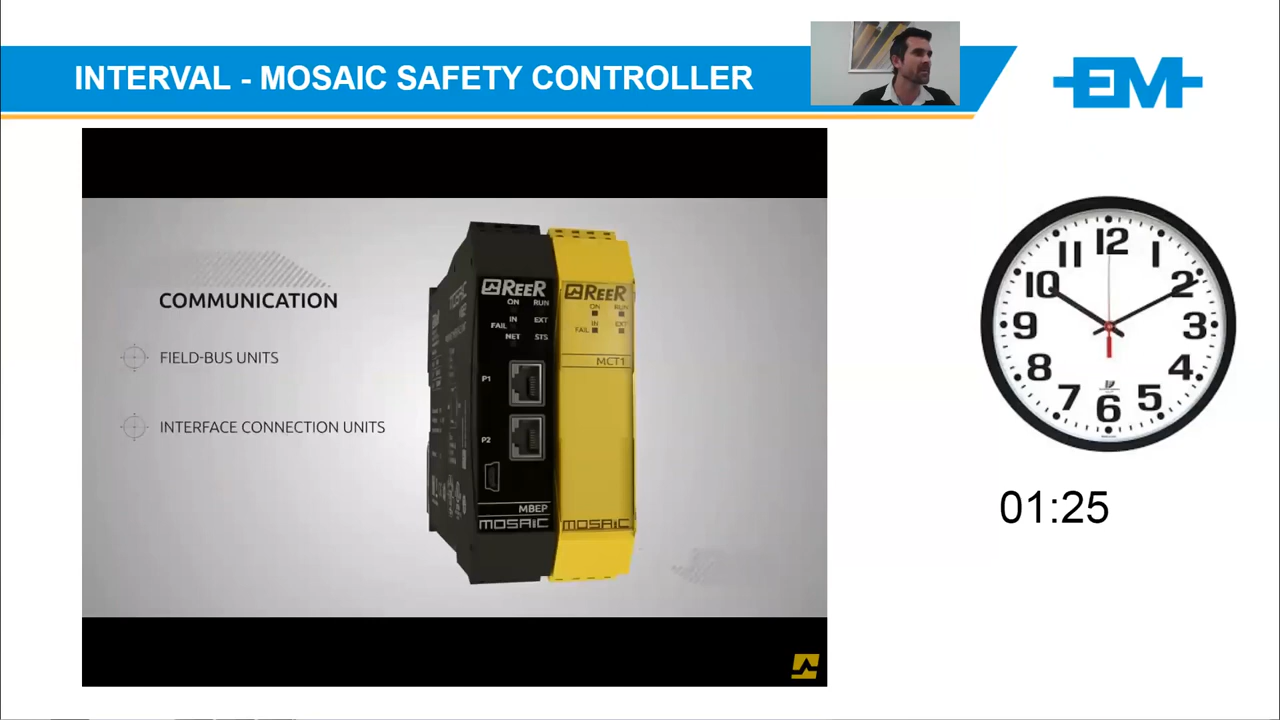 INTERVAL - MOSAIC SAFETY CONTROLLER
EM
COMMUNICATION
FIELD-BUS UNITS
INTERFACE CONNECTION UNITS
MOSAIC
REER
ON RUN
IN EXT
FAIL
NET STS
P1
P2
MBEP
MOSAIC
REER
ON RUN
IN EXT
FAIL
MCT1
MOSAIC
12
1
2
3
4
5
6
7
8
9
10
11
01:25